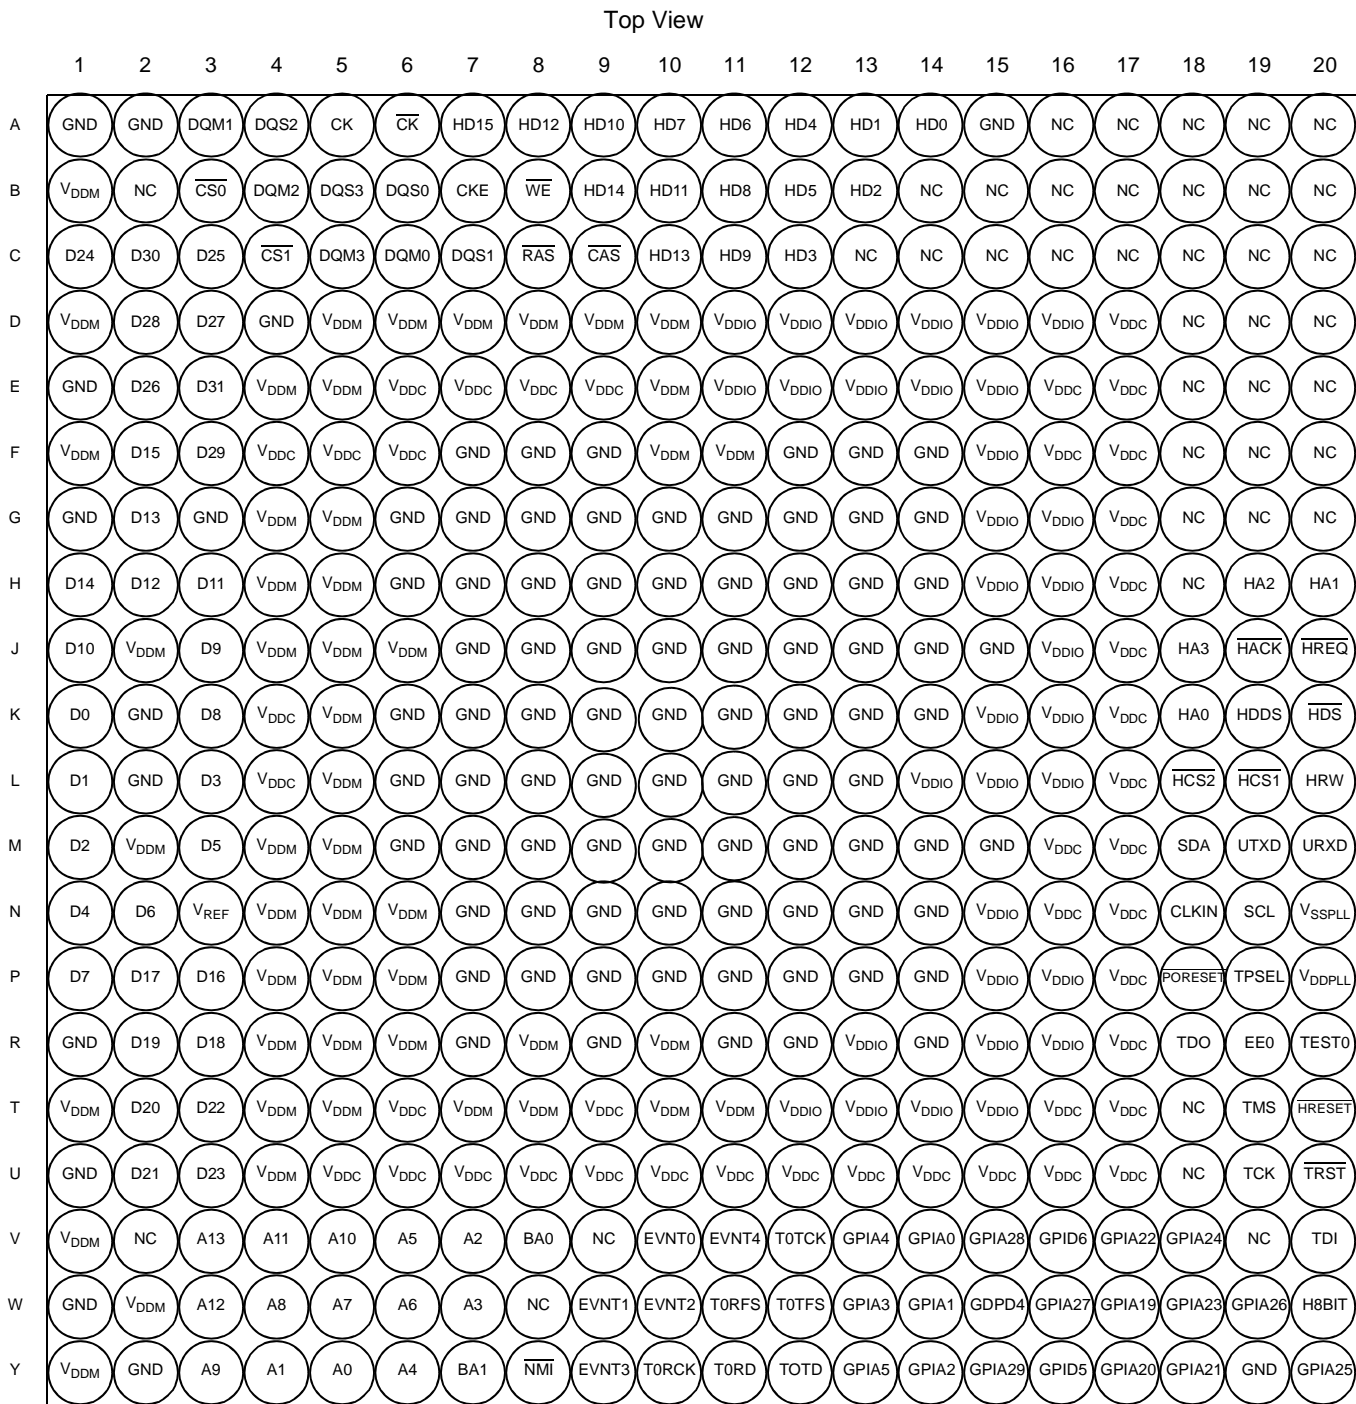 Top View
1 2 3 4 5 6 7 8 9 10 11 12 13 14 15 16 17 18 19 20
A GND GND DQM1 DQS2 CK C̅K̅ HD15 HD12 HD10 HD7 HD6 HD4 HD1 HD0 GND NC NC NC NC NC
B VDDM NC C̅S̅0̅ DQM2 DQS3 DQS0 CKE W̅E̅ HD14 HD11 HD8 HD5 HD2 NC NC NC NC NC NC NC
C D24 D30 D25 C̅S̅1̅ DQM3 DQM0 DQS1 R̅A̅S̅ C̅A̅S̅ HD13 HD9 HD3 NC NC NC NC NC NC NC NC
D VDDM D28 D27 GND VDDM VDDM VDDM VDDM VDDM VDDM VDDIO VDDIO VDDIO VDDIO VDDIO VDDIO VDDC NC NC NC
E GND D26 D31 VDDM VDDM VDDC VDDC VDDC VDDC VDDM VDDIO VDDIO VDDIO VDDIO VDDIO VDDC VDDC NC NC NC
F VDDM D15 D29 VDDC VDDC VDDC GND GND GND VDDM VDDM GND GND GND VDDIO VDDC VDDC NC NC NC
G GND D13 GND VDDM VDDM GND GND GND GND GND GND GND GND GND VDDIO VDDIO VDDC NC NC NC
H D14 D12 D11 VDDM VDDM GND GND GND GND GND GND GND GND GND VDDIO VDDIO VDDC NC HA2 HA1
J D10 VDDM D9 VDDM VDDM VDDM GND GND GND GND GND GND GND GND GND VDDIO VDDC HA3 H̅A̅C̅K̅ H̅R̅E̅Q̅
K D0 GND D8 VDDC VDDM GND GND GND GND GND GND GND GND GND VDDIO VDDIO VDDC HA0 HDDS H̅D̅S̅
L D1 GND D3 VDDC VDDM GND GND GND GND GND GND GND GND VDDIO VDDIO VDDIO VDDC H̅C̅S̅2̅ H̅C̅S̅1̅ HRW
M D2 VDDM D5 VDDM VDDM GND GND GND GND GND GND GND GND GND GND VDDC VDDC SDA UTXD URXD
N D4 D6 VREF VDDM VDDM VDDM GND GND GND GND GND GND GND GND VDDIO VDDC VDDC CLKIN SCL VSSPLL
P D7 D17 D16 VDDM VDDM VDDM GND GND GND GND GND GND GND GND VDDIO VDDIO VDDC P̅O̅R̅E̅S̅E̅T̅ TPSEL VDDPLL
R GND D19 D18 VDDM VDDM VDDM GND VDDM GND VDDM GND GND VDDIO GND VDDIO VDDIO VDDC TDO EE0 TEST0
T VDDM D20 D22 VDDM VDDM VDDC VDDM VDDM VDDC VDDM VDDM VDDIO VDDIO VDDIO VDDIO VDDC VDDC NC TMS H̅R̅E̅S̅E̅T̅
U GND D21 D23 VDDM VDDC VDDC VDDC VDDC VDDC VDDC VDDC VDDC VDDC VDDC VDDC VDDC VDDC NC TCK T̅R̅S̅T̅
V VDDM NC A13 A11 A10 A5 A2 BA0 NC EVNT0 EVNT4 T0TCK GPIA4 GPIA0 GPIA28 GPID6 GPIA22 GPIA24 NC TDI
W GND VDDM A12 A8 A7 A6 A3 NC EVNT1 EVNT2 T0RFS T0TFS GPIA3 GPIA1 GDPD4 GPIA27 GPIA19 GPIA23 GPIA26 H8BIT
Y VDDM GND A9 A1 A0 A4 BA1 N̅M̅I̅ EVNT3 T0RCK T0RD TOTD GPIA5 GPIA2 GPIA29 GPID5 GPIA20 GPIA21 GND GPIA25